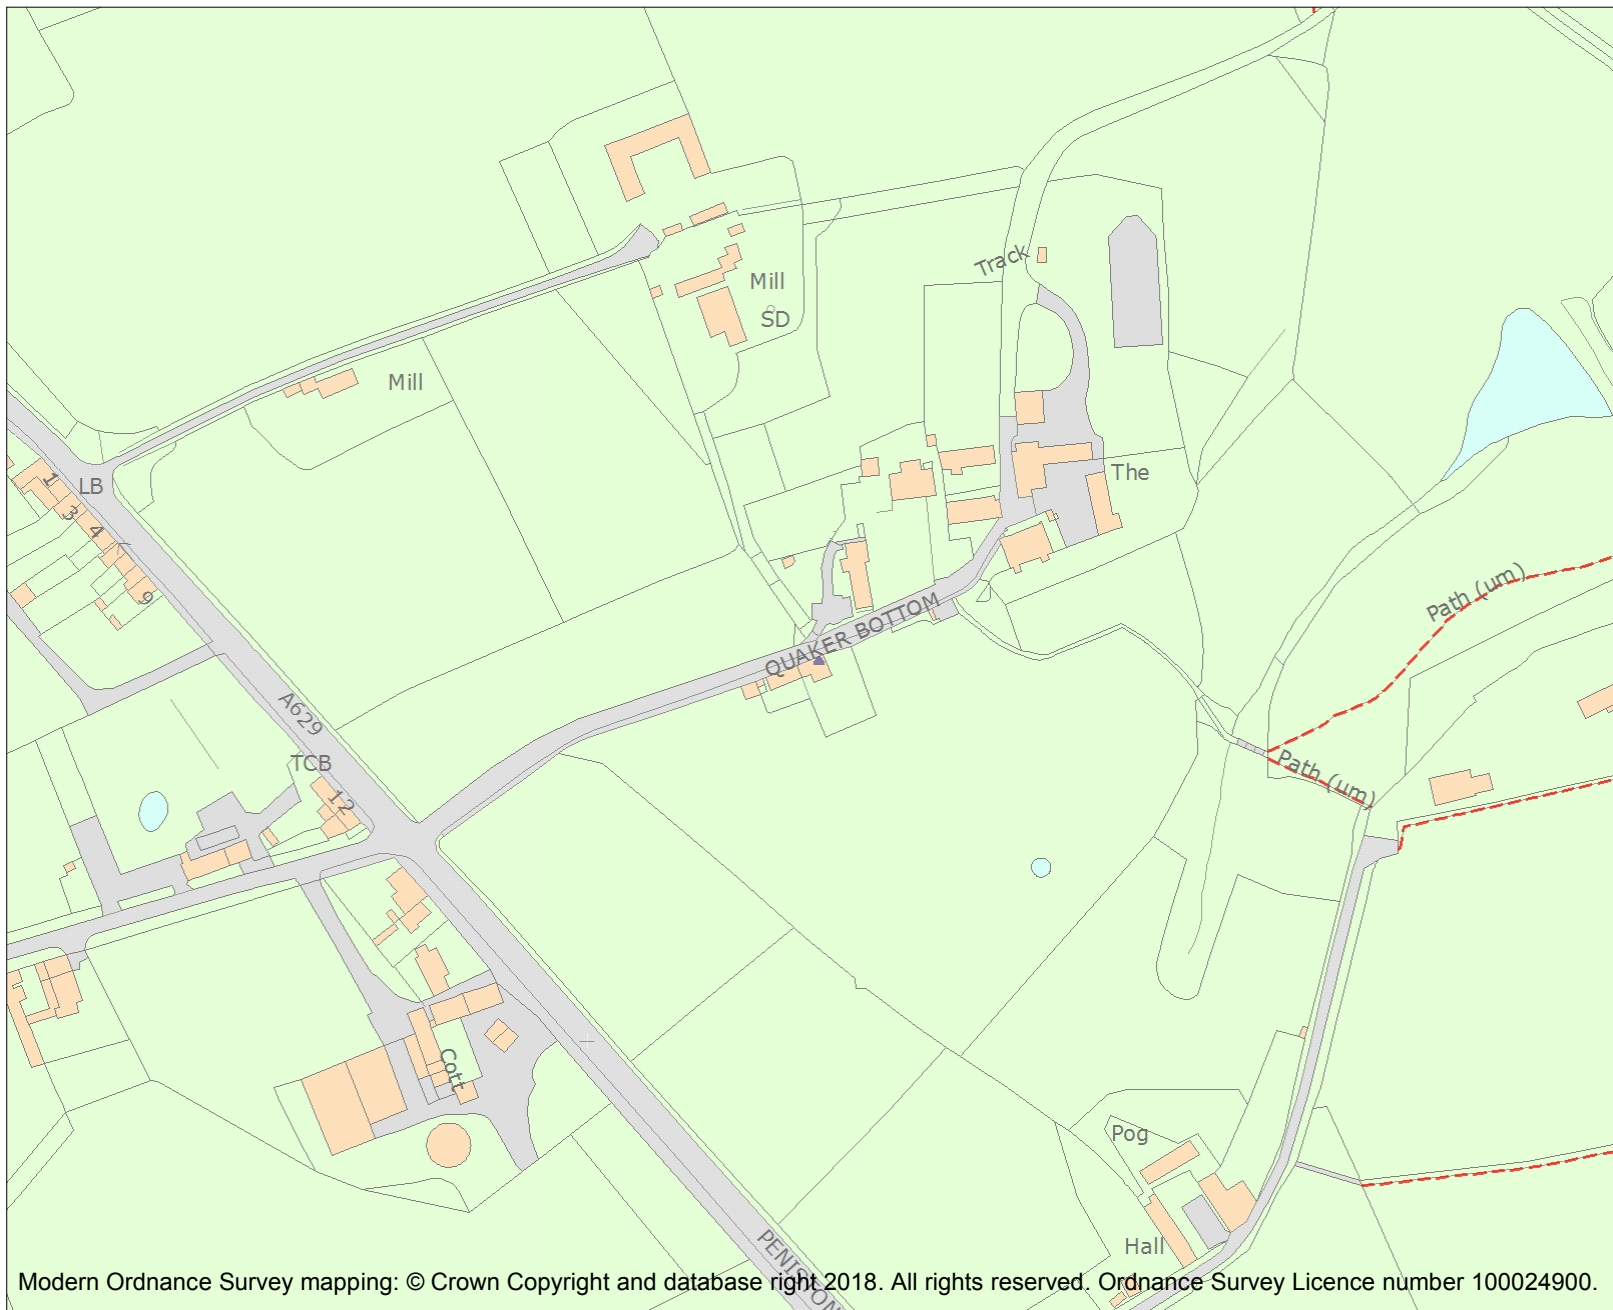 Track
Mill
SD
Mill
The
LB
1
3
4
9
QUAKER BOTTOM
Path (um)
A629
TCB
12
Path (um)
Cott
Pog
Hall
PENISTON
Modern Ordnance Survey mapping: © Crown Copyright and database right 2018. All rights reserved. Ordnance Survey Licence number 100024900.